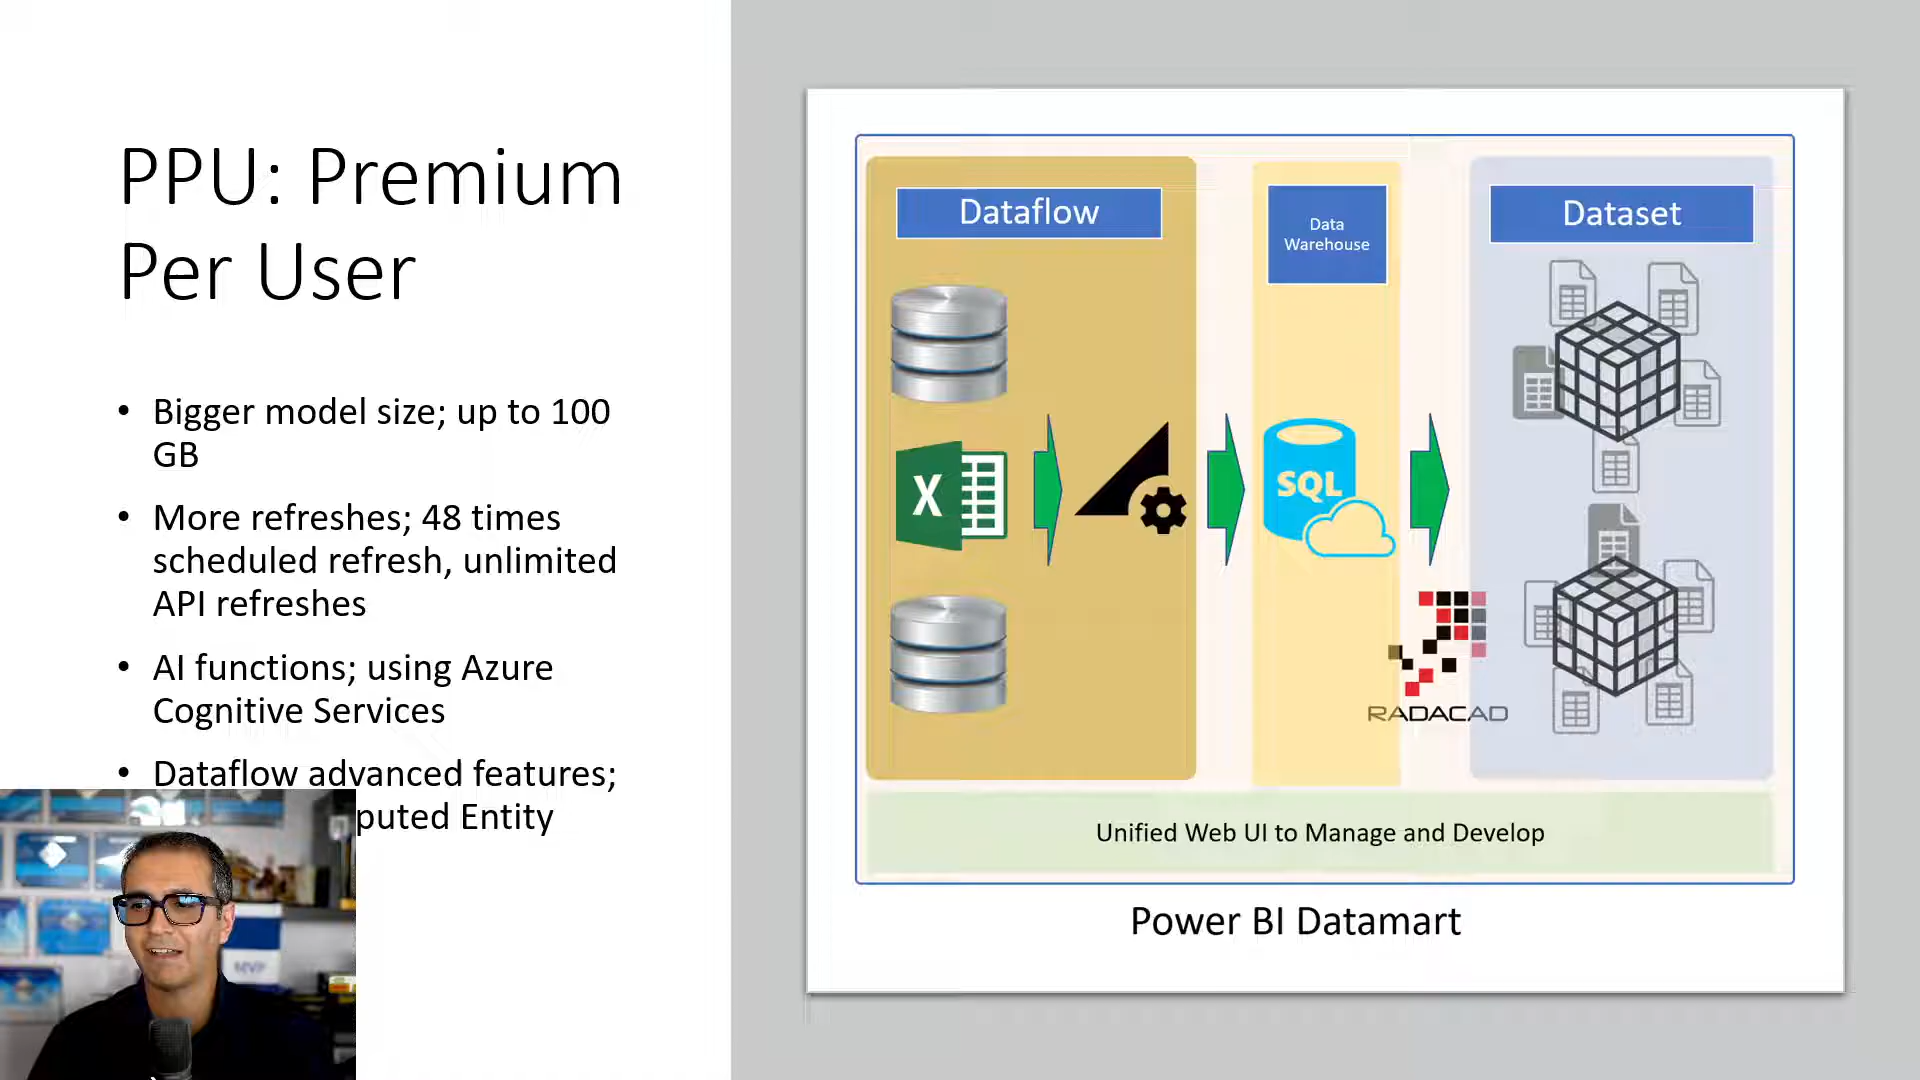 PPU: Premium
Per User
• Bigger model size; up to 100
GB
• More refreshes; 48 times
scheduled refresh, unlimited
API refreshes
• AI functions; using Azure
Cognitive Services
• Dataflow advanced features;
puted Entity
Dataflow
Data
Warehouse
Dataset
X
SQL
RADACAD
Unified Web UI to Manage and Develop
Power BI Datamart
MVP